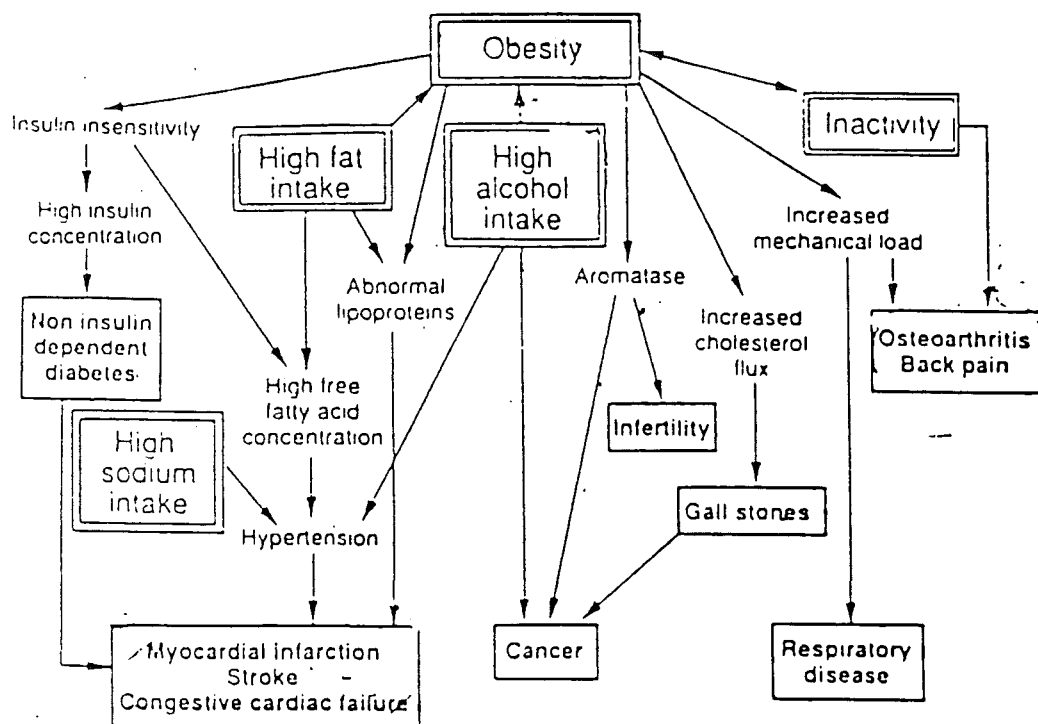 Obesity
Insulin insensitivity
High fat
intake
High
alcohol
intake
Inactivity
High insulin
concentration
Increased
mechanical load
Abnormal
lipoproteins
Aromatase
Increased
cholesterol
flux
Non insulin
dependent
diabetes
Osteoarthritis
Back pain
High free
fatty acid
concentration
Infertility
High
sodium
intake
Gall stones
Hypertension
Myocardial infarction
Stroke
Congestive cardiac failure
Cancer
Respiratory
disease